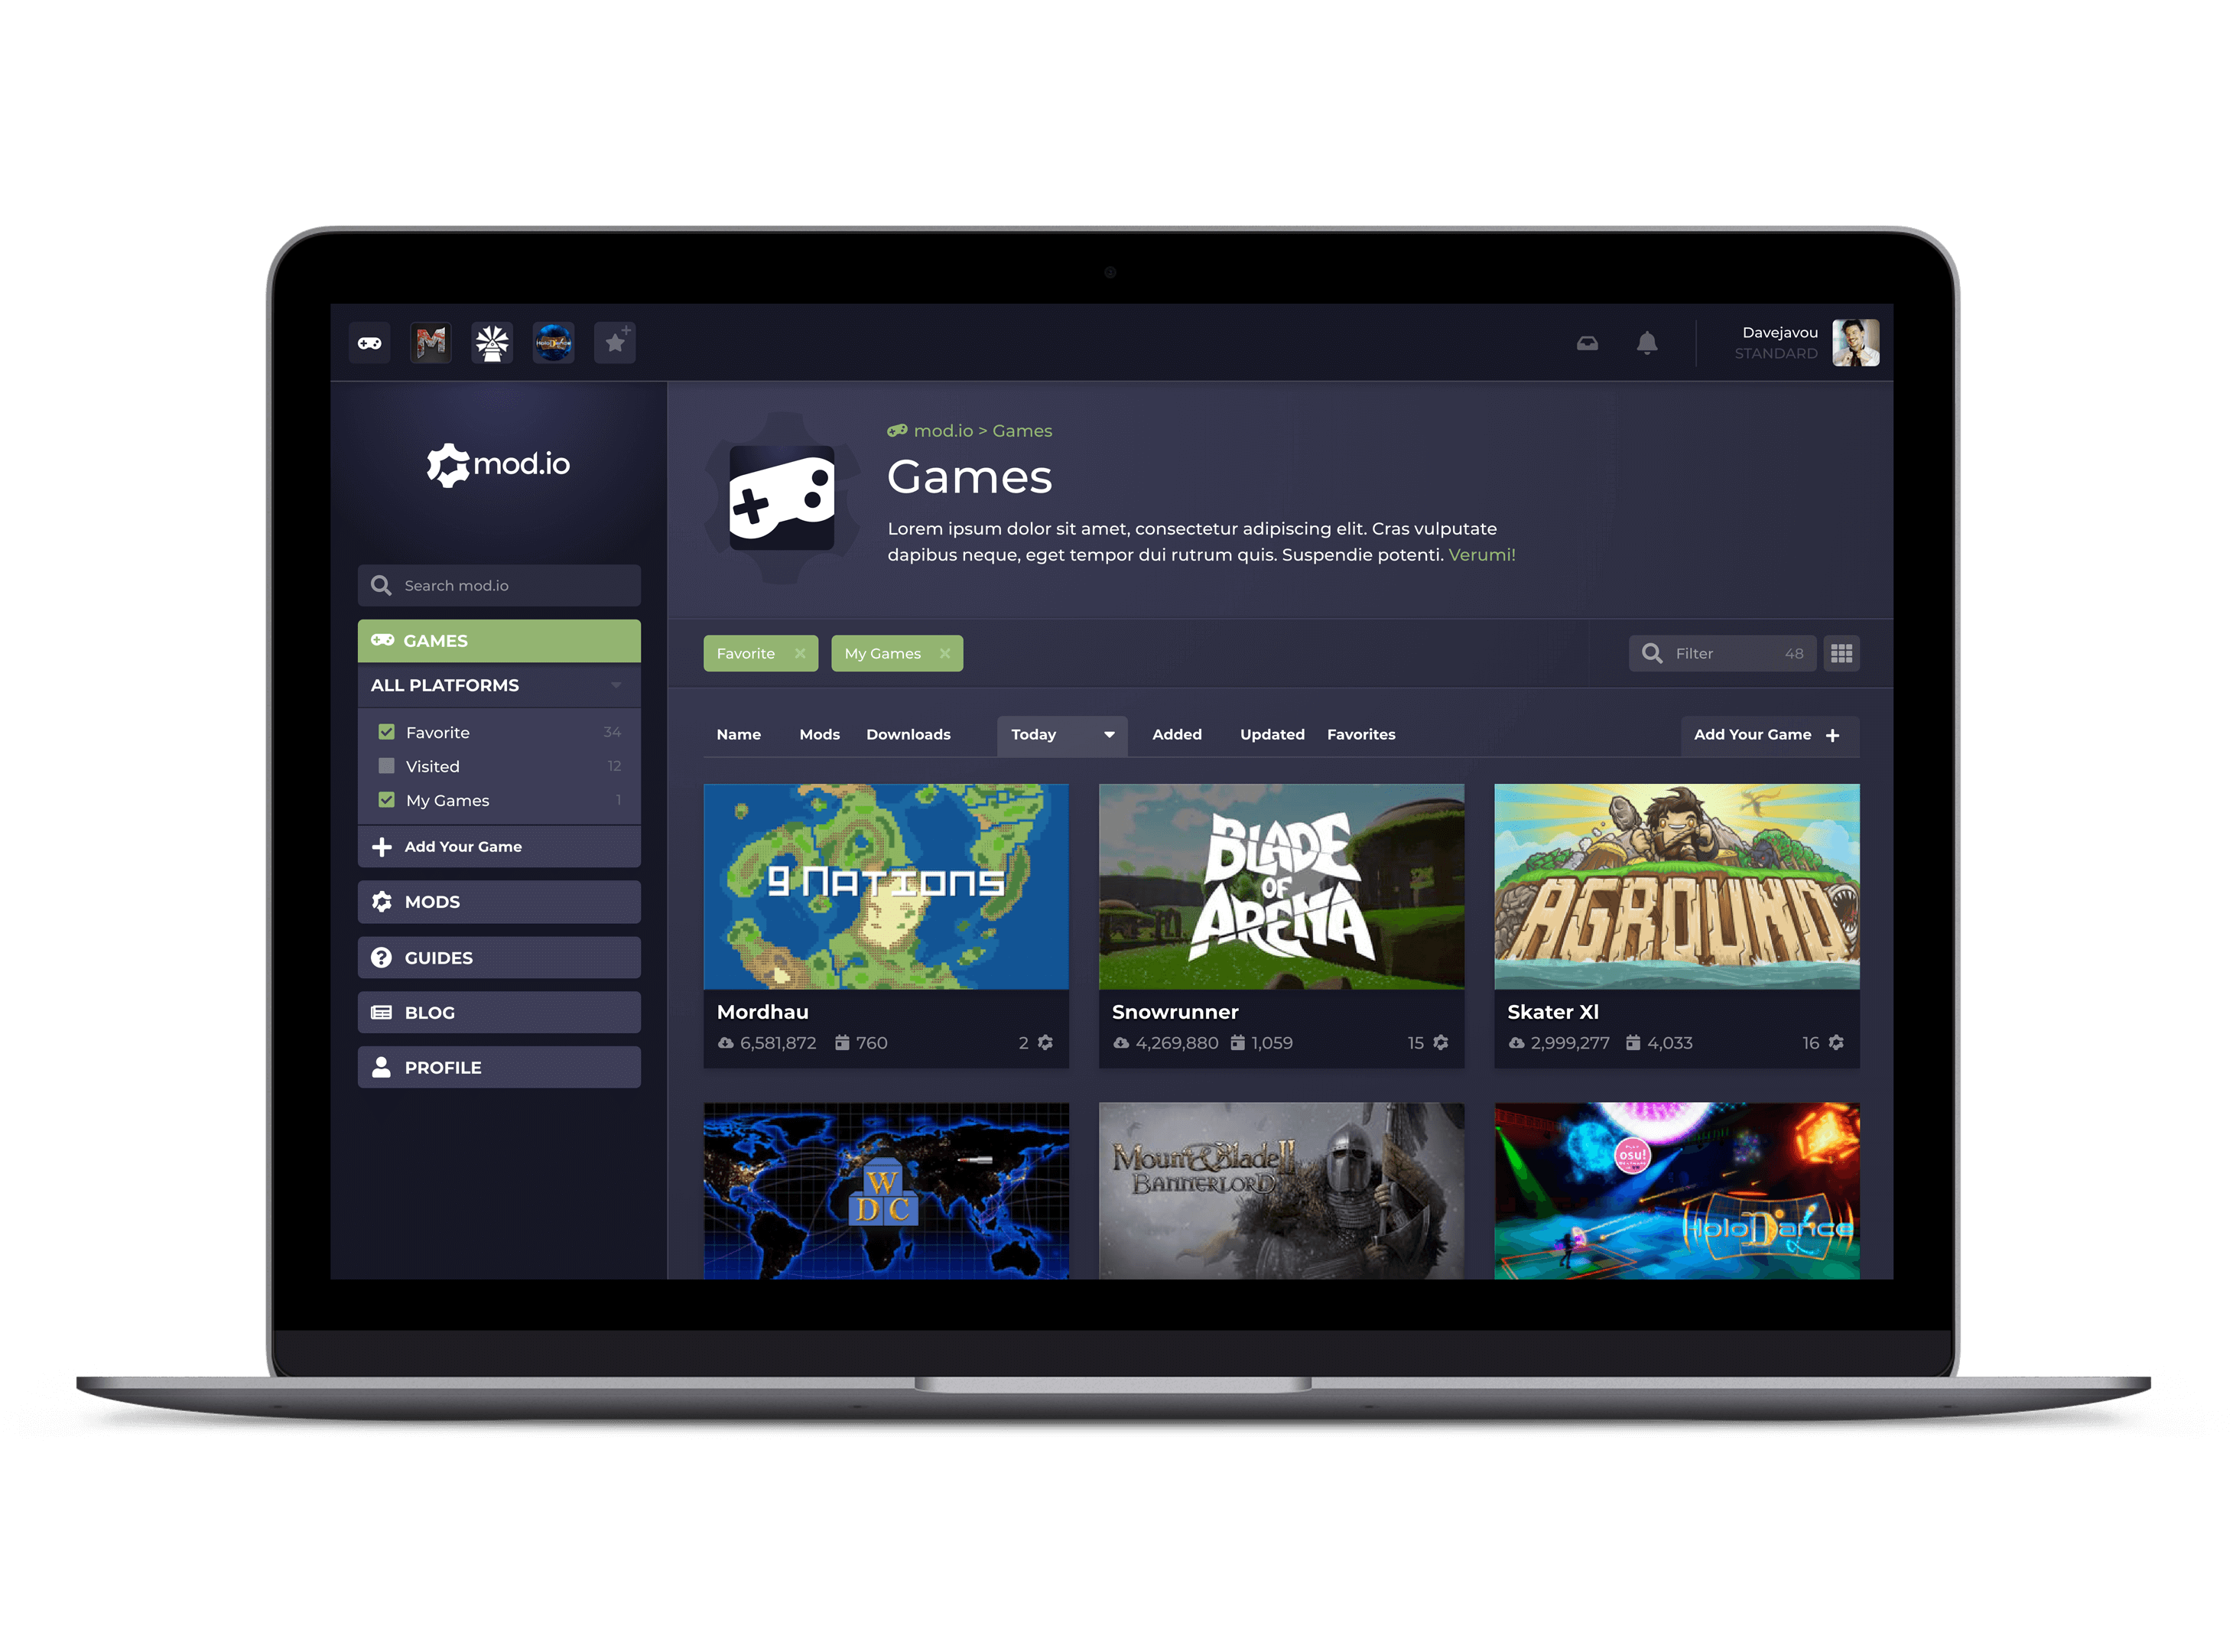 Davejavou
STANDARD
mod.io
mod.io > Games
Games
Lorem ipsum dolor sit amet, consectetur adipiscing elit. Cras vulputate
dapibus neque, eget tempor dui rutrum quis. Suspendie potenti. Verumi!
Search mod.io
GAMES
ALL PLATFORMS
Favorite 34
Visited 12
My Games 1
Add Your Game
MODS
GUIDES
BLOG
PROFILE
Favorite
My Games
Filter 48
Name Mods Downloads Today Added Updated Favorites Add Your Game
9 NATIONS
Mordhau
6,581,872 760 2
BLADE
OF
ARENA
Snowrunner
4,269,880 1,059 15
AGROUND
Skater Xl
2,999,277 4,033 16
W
D C
Mount & Blade II
BANNERLORD
osu!
HoloDance